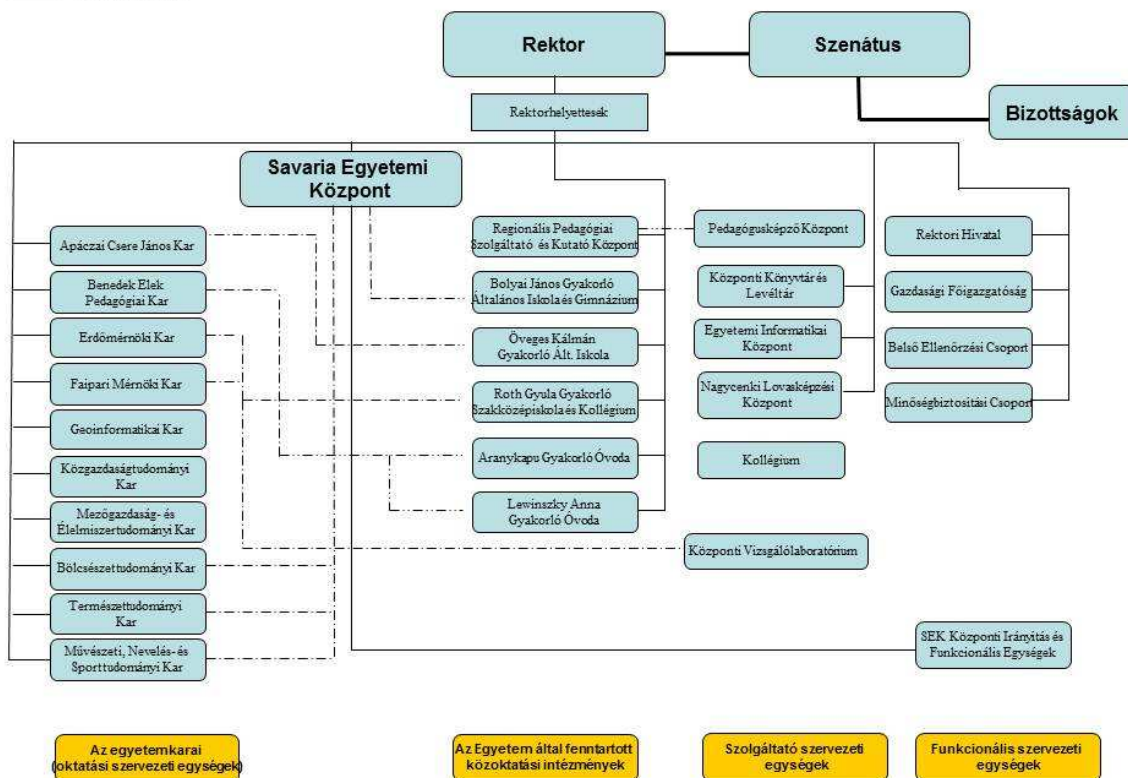 Rektor
Szenátus
Rektorhelyettesek
Bizottságok
Savaria Egyetemi
Központ
Apáczai Csere János Kar
Benedek Elek
Pedagógiai Kar
Erdőmérnöki Kar
Faipari Mérnöki Kar
Geoinformatikai Kar
Közgazdaságtudományi
Kar
Mezőgazdaság- és
Élelmiszertudományi Kar
Bölcsészettudományi Kar
Természettudományi
Kar
Művészeti, Nevelés- és
Sporttudományi Kar
Regionális Pedagógiai
Szolgáltató és Kutató Központ
Bolyai János Gyakorló
Általános Iskola és Gimnázium
Öveges Kálmán
Gyakorló Ált. Iskola
Roth Gyula Gyakorló
Szakközépiskola és Kollégium
Aranykapu Gyakorló Óvoda
Lewinszky Anna
Gyakorló Óvoda
Pedagógusképző Központ
Központi Könyvtár és
Levéltár
Egyetemi Informatikai
Központ
Nagycenki Lovasképzési
Központ
Kollégium
Központi Vizsgálólaboratórium
Rektori Hivatal
Gazdasági Főigazgatóság
Belső Ellenőrzési Csoport
Minőségbiztosítási Csoport
SEK Központi Irányítás és
Funkcionális Egységek
Az egyetem karai
(oktatási szervezeti egységek)
Az Egyetem által fenntartott
közoktatási intézmények
Szolgáltató szervezeti
egységek
Funkcionális szervezeti
egységek